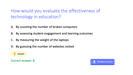 How would you evaluate the effectiveness of
technology in education?
A. By counting the number of broken computers
B. By assessing student engagement and learning outcomes
C. By measuring the weight of the laptops
D. By guessing the number of websites visited
Correct answer: B